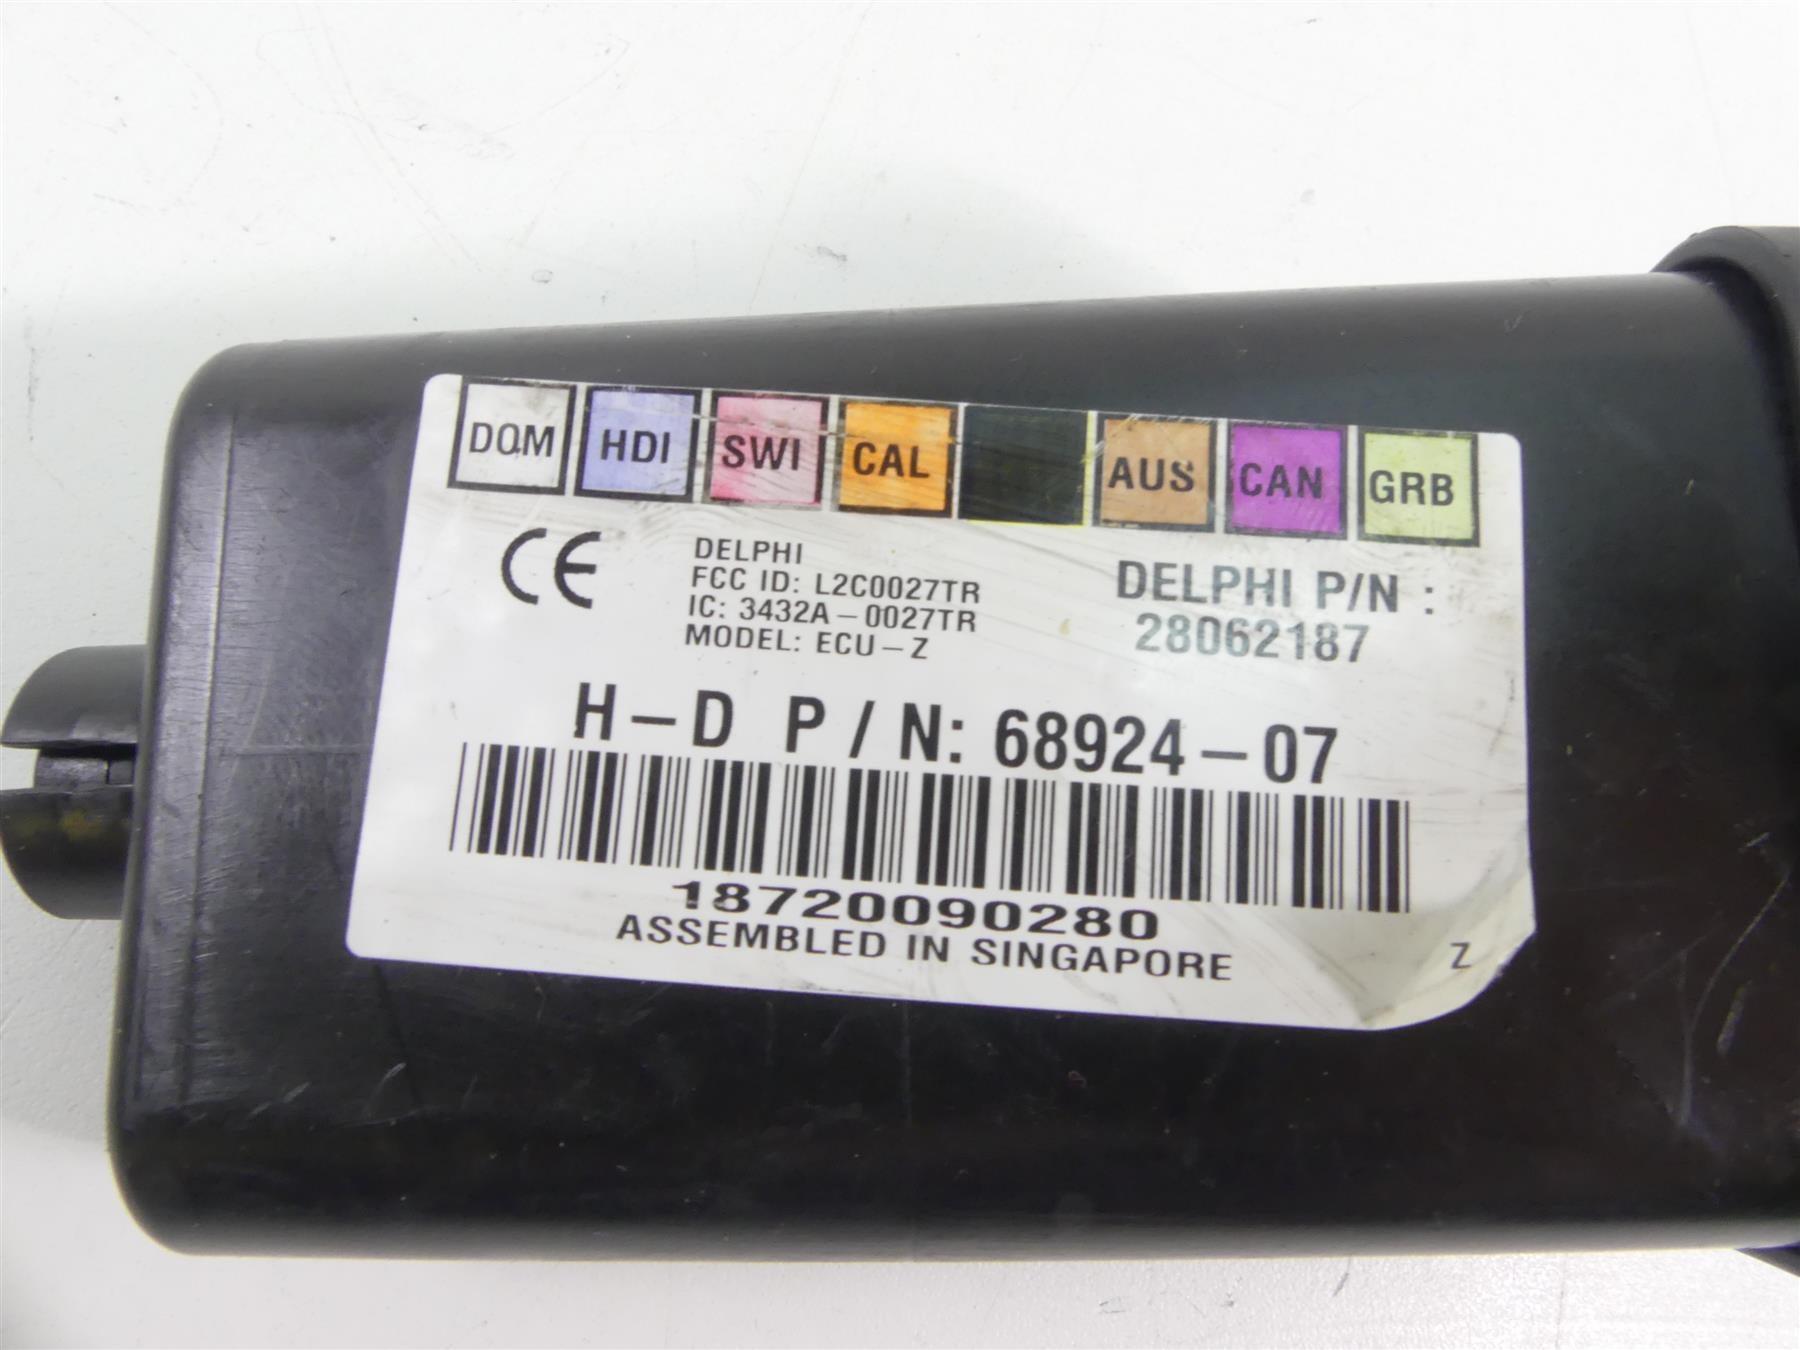 DOM HDI SWI CAL AUS CAN GRB
CE
DELPHI
FCC ID: L2C0027TR
IC: 3432A-0027TR
MODEL: ECU-Z
DELPHI P/N :
28062187
H-D P/N: 68924-07
18720090280
ASSEMBLED IN SINGAPORE
Z